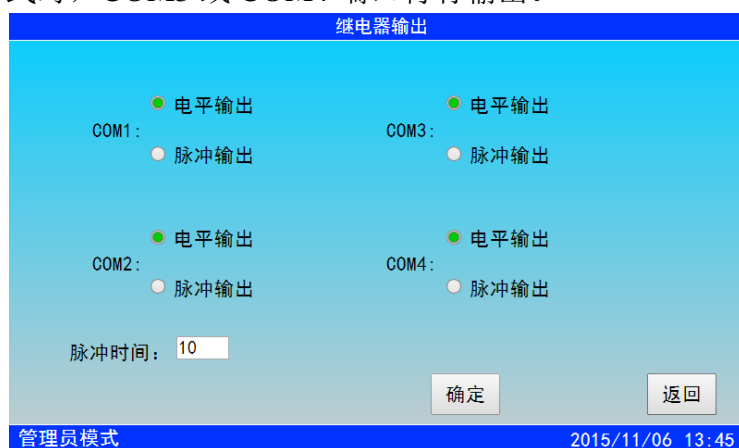 继电器输出
电平输出
COM1:
脉冲输出
电平输出
COM3:
脉冲输出
电平输出
COM2:
脉冲输出
电平输出
COM4:
脉冲输出
脉冲时间： 10
确定 返回
管理员模式 2015/11/06 13:45